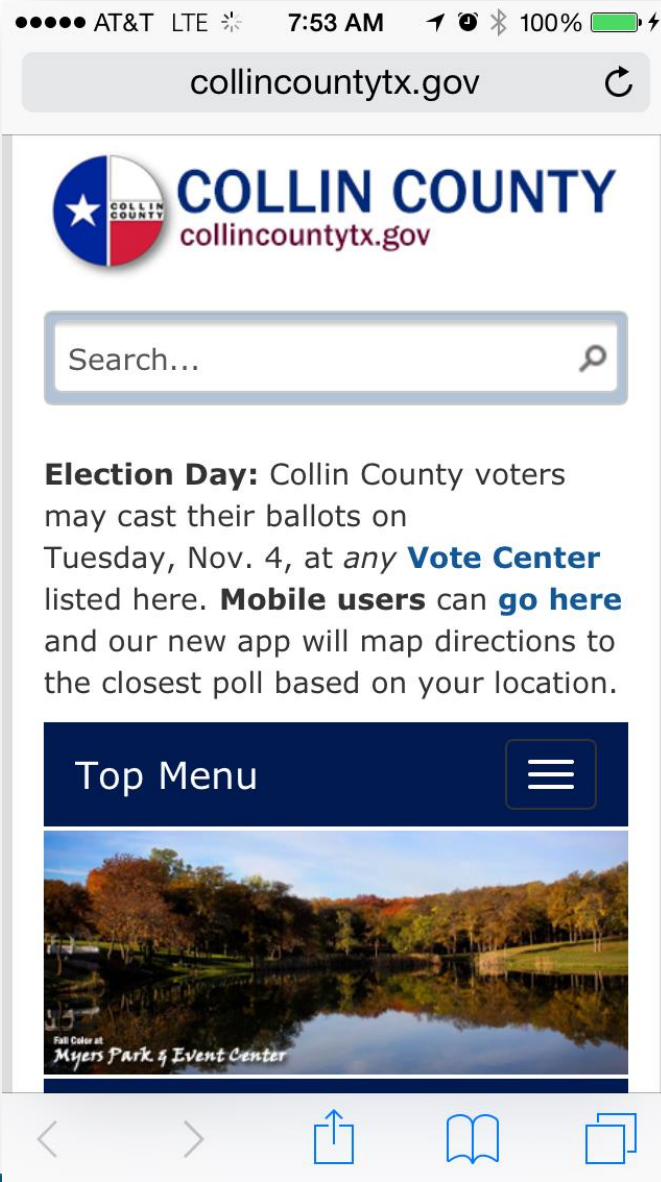 AT&T LTE 7:53 AM 100%
collincountytx.gov
COLLIN COUNTY
COLLIN
COUNTY
collincountytx.gov
Search...
Election Day: Collin County voters
may cast their ballots on
Tuesday, Nov. 4, at any Vote Center
listed here. Mobile users can go here
and our new app will map directions to
the closest poll based on your location.
Top Menu
Fall Color at
Myers Park & Event Center